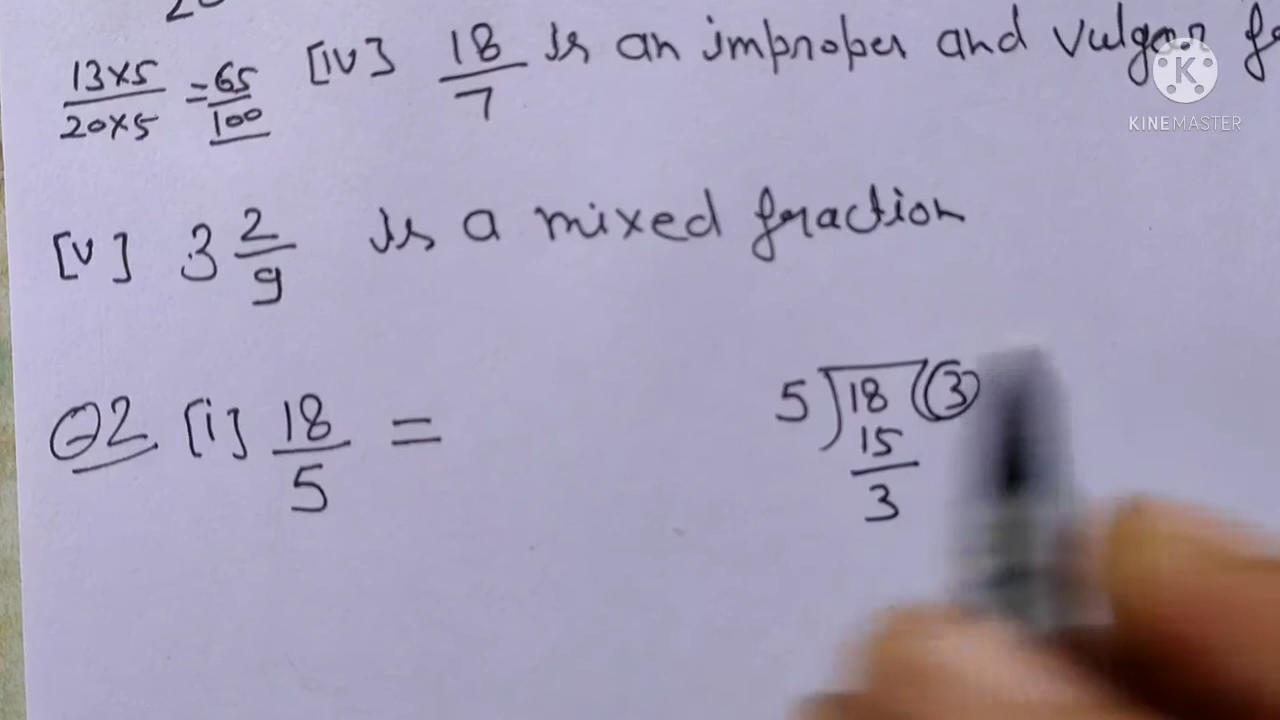 13×5/20×5 = 65/100 [iv] 18/7 is an improper and vulgar
[v] 3 2/9 is a mixed fraction
Q2 [i] 18/5 =
5 ) 18 ( 3
15
3
K
KINEMASTER